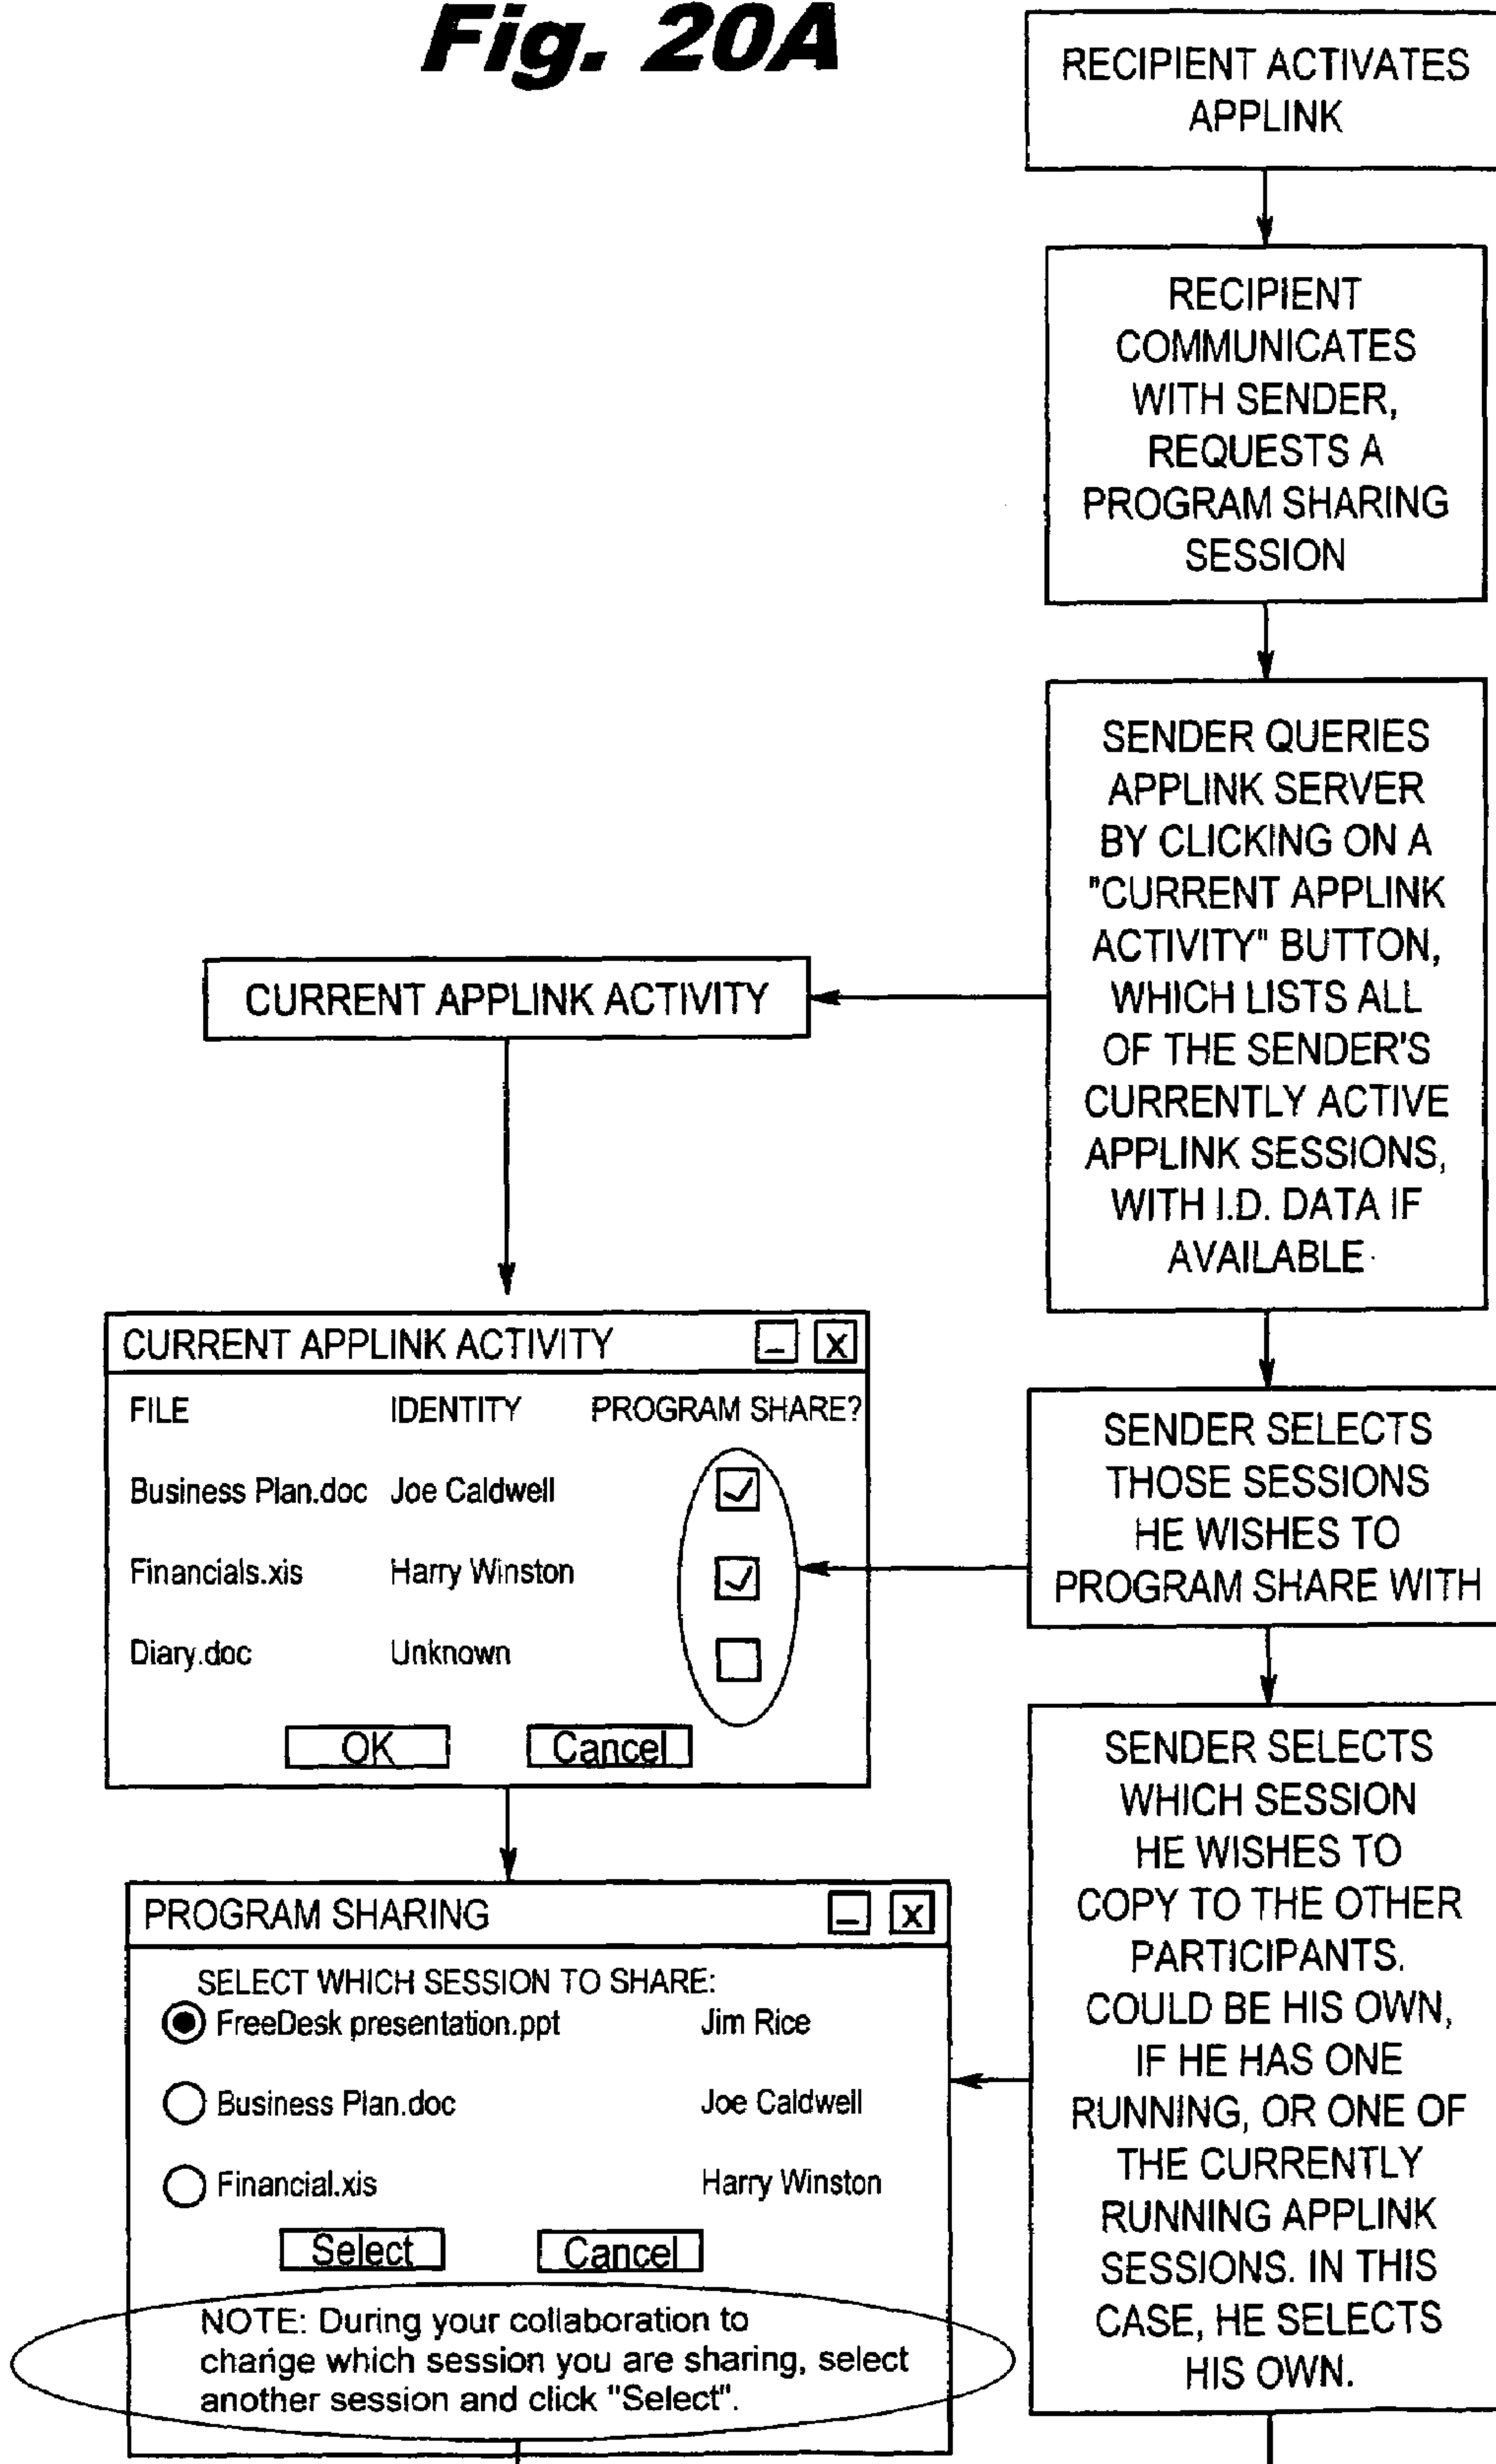 Fig. 20A
RECIPIENT ACTIVATES
APPLINK
RECIPIENT
COMMUNICATES
WITH SENDER,
REQUESTS A
PROGRAM SHARING
SESSION
SENDER QUERIES
APPLINK SERVER
BY CLICKING ON A
"CURRENT APPLINK
ACTIVITY" BUTTON,
WHICH LISTS ALL
OF THE SENDER'S
CURRENTLY ACTIVE
APPLINK SESSIONS,
WITH I.D. DATA IF
AVAILABLE
CURRENT APPLINK ACTIVITY
CURRENT APPLINK ACTIVITY – X
FILE IDENTITY PROGRAM SHARE?
Business Plan.doc Joe Caldwell
Financials.xis Harry Winston
Diary.doc Unknown
OK Cancel
SENDER SELECTS
THOSE SESSIONS
HE WISHES TO
PROGRAM SHARE WITH
SENDER SELECTS
WHICH SESSION
HE WISHES TO
COPY TO THE OTHER
PARTICIPANTS.
COULD BE HIS OWN,
IF HE HAS ONE
RUNNING, OR ONE OF
THE CURRENTLY
RUNNING APPLINK
SESSIONS. IN THIS
CASE, HE SELECTS
HIS OWN.
PROGRAM SHARING – X
SELECT WHICH SESSION TO SHARE:
FreeDesk presentation.ppt Jim Rice
Business Plan.doc Joe Caldwell
Financial.xis Harry Winston
Select Cancel
NOTE: During your collaboration to
change which session you are sharing, select
another session and click "Select".